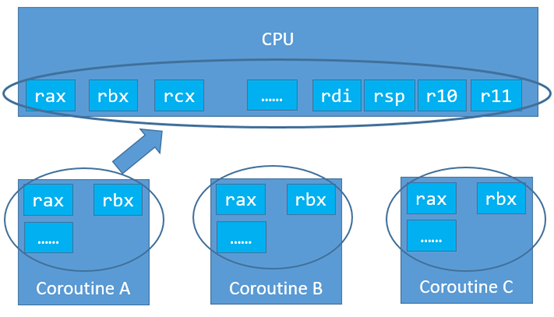 CPU
rax rbx rcx …… rdi rsp r10 r11
rax rbx
……
Coroutine A
rax rbx
……
Coroutine B
rax rbx
……
Coroutine C